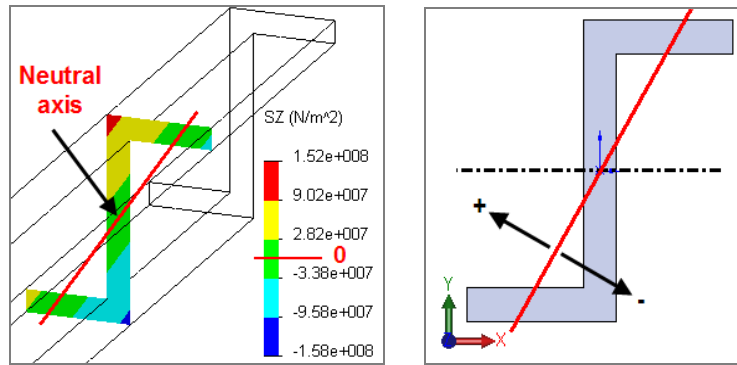 Neutral
axis
SZ (N/m^2)
1.52e+008
9.02e+007
2.82e+007
0
-3.38e+007
-9.58e+007
-1.58e+008
+
-
Y
X